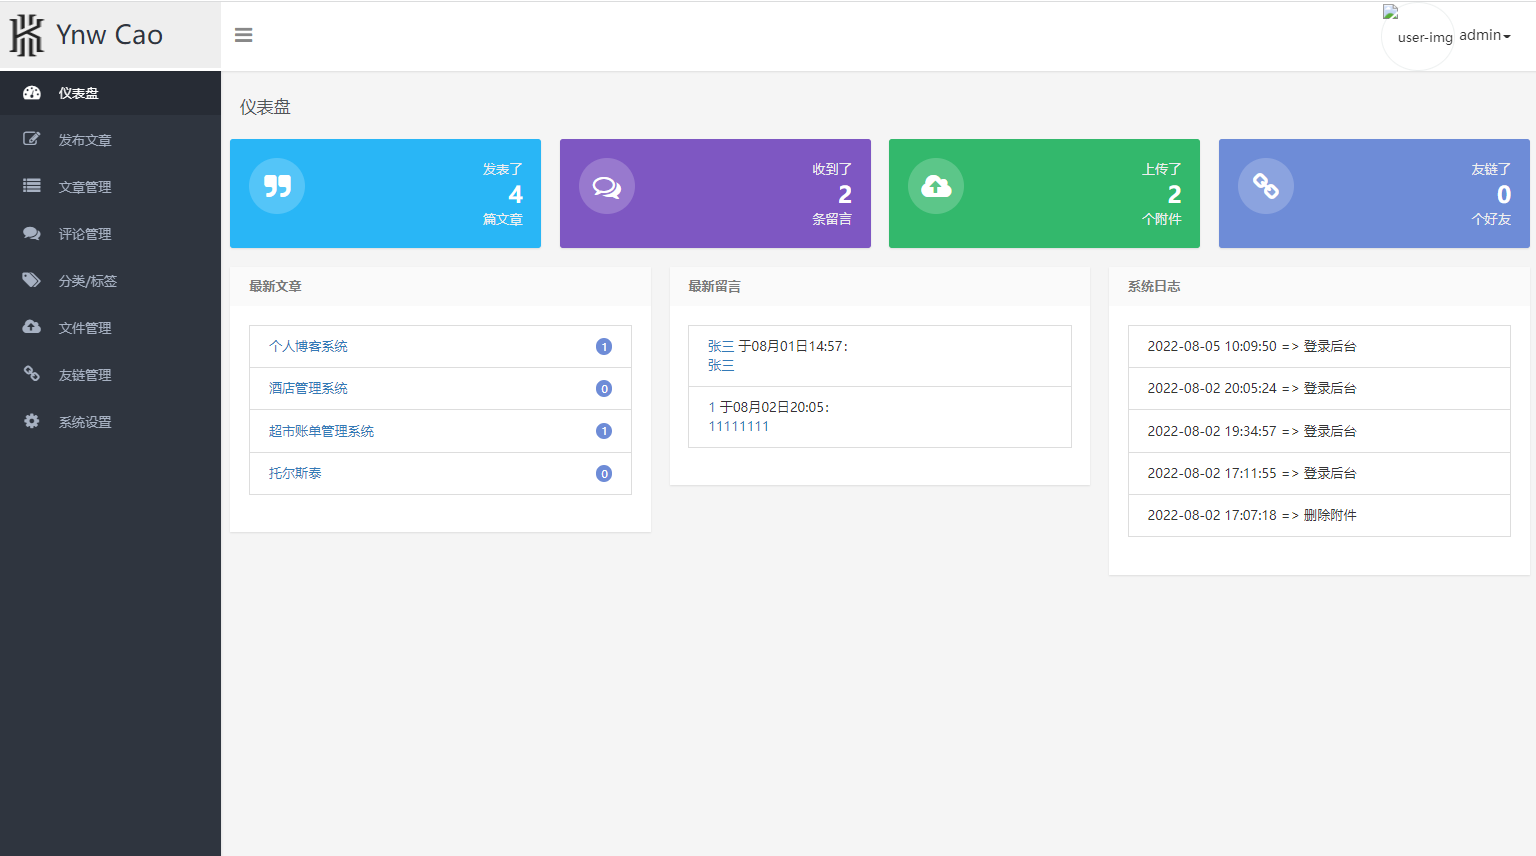 Ynw Cao
user-img admin
仪表盘
发布文章
文章管理
评论管理
分类/标签
文件管理
友链管理
系统设置
仪表盘
发表了
4
篇文章
收到了
2
条留言
上传了
2
个附件
友链了
0
个好友
最新文章
个人博客系统 1
酒店管理系统 0
超市账单管理系统 1
托尔斯泰 0
最新留言
张三 于08月01日14:57:
张三
1 于08月02日20:05:
11111111
系统日志
2022-08-05 10:09:50 => 登录后台
2022-08-02 20:05:24 => 登录后台
2022-08-02 19:34:57 => 登录后台
2022-08-02 17:11:55 => 登录后台
2022-08-02 17:07:18 => 删除附件